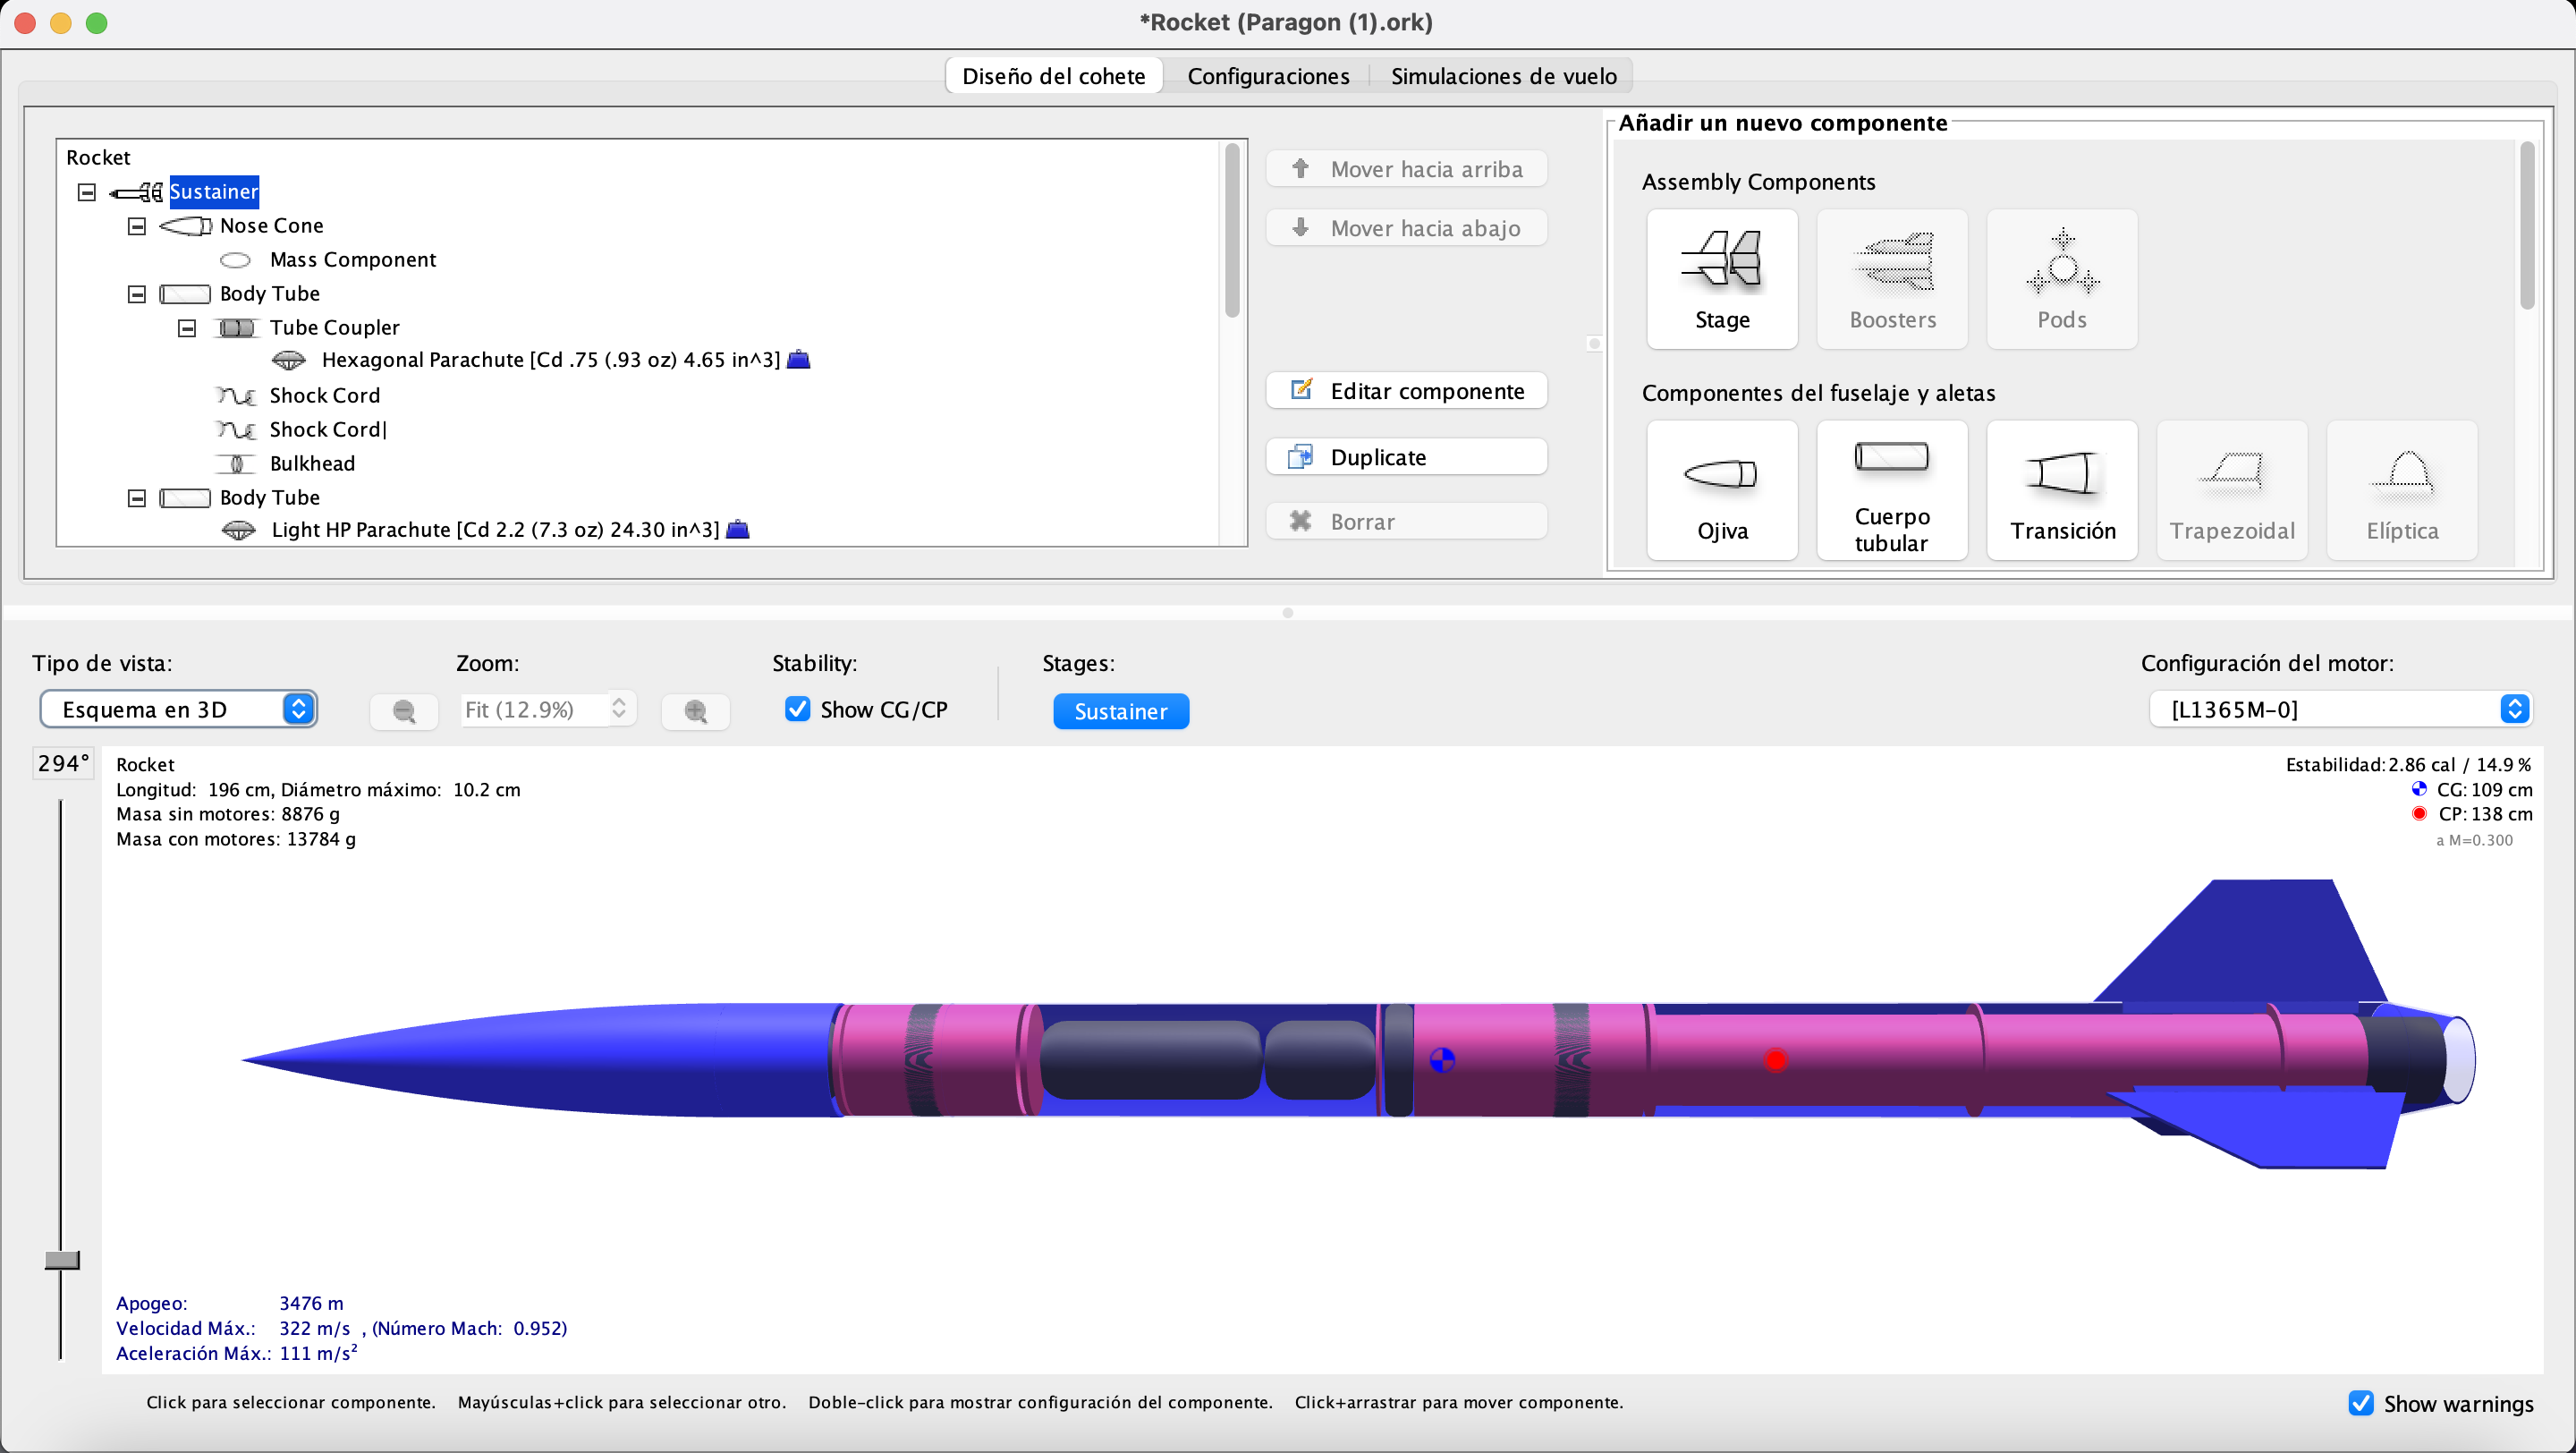 *Rocket (Paragon (1).ork)
Diseño del cohete
Configuraciones
Simulaciones de vuelo
Rocket
Sustainer
Nose Cone
Mass Component
Body Tube
Tube Coupler
Hexagonal Parachute [Cd .75 (.93 oz) 4.65 in^3]
Shock Cord
Shock Cord|
Bulkhead
Body Tube
Light HP Parachute [Cd 2.2 (7.3 oz) 24.30 in^3]
Mover hacia arriba
Mover hacia abajo
Editar componente
Duplicate
Borrar
Añadir un nuevo componente
Assembly Components
Stage
Boosters
Pods
Componentes del fuselaje y aletas
Ojiva
Cuerpo
tubular
Transición
Trapezoidal
Elíptica
Tipo de vista:
Esquema en 3D
Zoom:
Fit (12.9%)
Stability:
Show CG/CP
Stages:
Sustainer
Configuración del motor:
[L1365M-0]
294°
Rocket
Longitud: 196 cm, Diámetro máximo: 10.2 cm
Masa sin motores: 8876 g
Masa con motores: 13784 g
Estabilidad:2.86 cal / 14.9 %
CG: 109 cm
CP: 138 cm
a M=0.300
Apogeo: 3476 m
Velocidad Máx.: 322 m/s , (Número Mach: 0.952)
Aceleración Máx.: 111 m/s²
Click para seleccionar componente. Mayúsculas+click para seleccionar otro. Doble-click para mostrar configuración del componente. Click+arrastrar para mover componente.
Show warnings